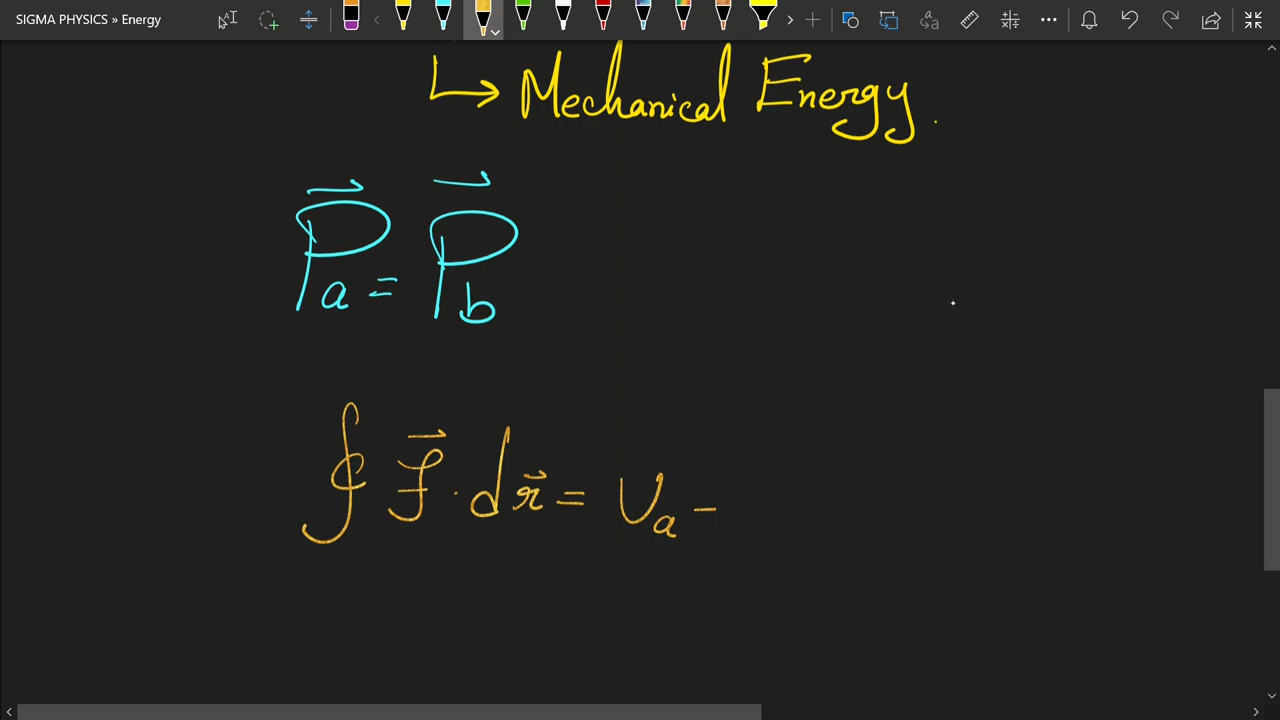 SIGMA PHYSICS » Energy
↳ Mechanical Energy.
P⃗a = P⃗b
∮ f⃗ · dr⃗ = Ua −